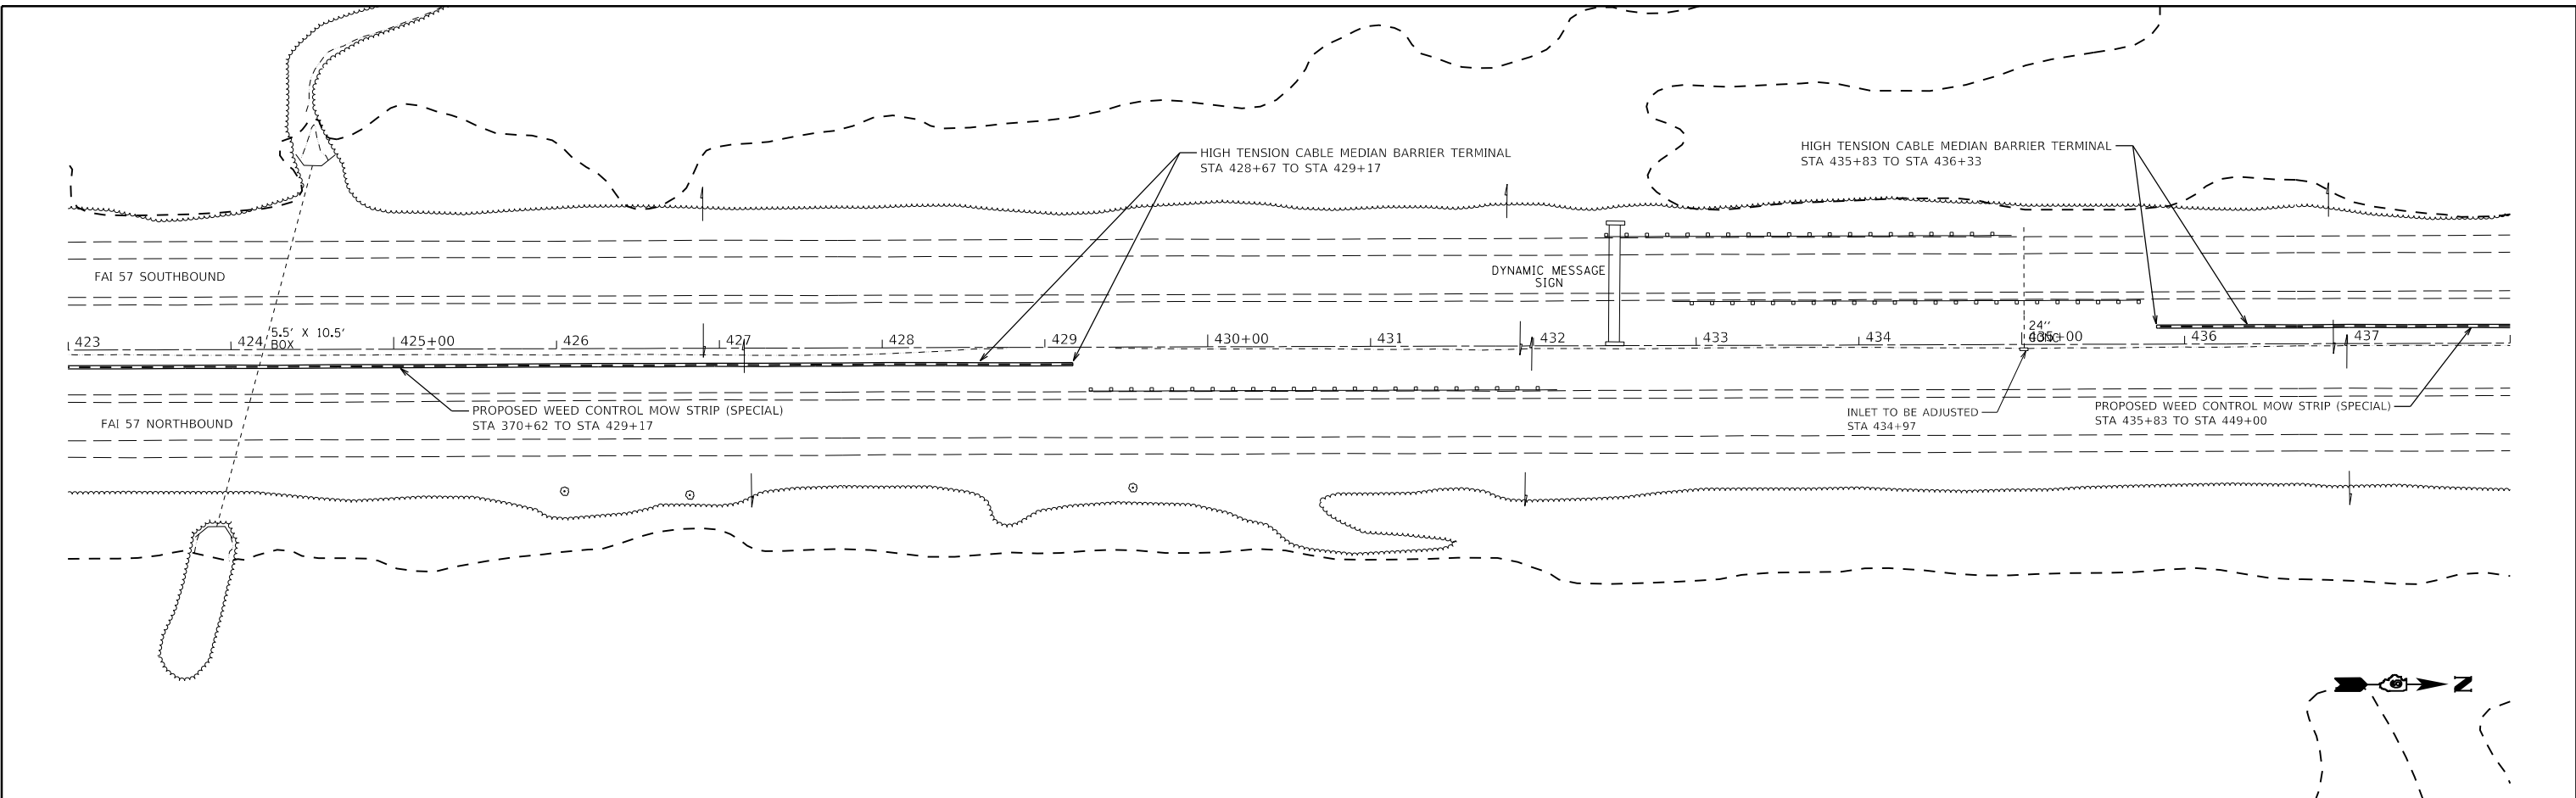 HIGH TENSION CABLE MEDIAN BARRIER TERMINAL
STA 428+67 TO STA 429+17
HIGH TENSION CABLE MEDIAN BARRIER TERMINAL
STA 435+83 TO STA 436+33
FAI 57 SOUTHBOUND
DYNAMIC MESSAGE
SIGN
5.5' X 10.5'
BOX
24''
CONC
423
424
425+00
426
427
428
429
430+00
431
432
433
434
435+00
436
437
PROPOSED WEED CONTROL MOW STRIP (SPECIAL)
STA 370+62 TO STA 429+17
INLET TO BE ADJUSTED
STA 434+97
PROPOSED WEED CONTROL MOW STRIP (SPECIAL)
STA 435+83 TO STA 449+00
FAI 57 NORTHBOUND
N